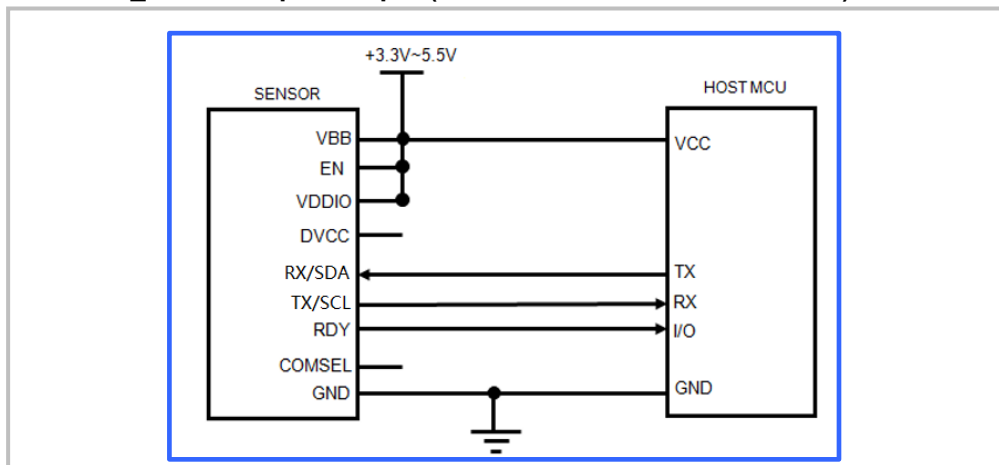 +3.3V~5.5V
SENSOR
HOST MCU
VBB
VCC
EN
VDDIO
DVCC
RX/SDA
TX
TX/SCL
RX
RDY
I/O
COMSEL
GND
GND